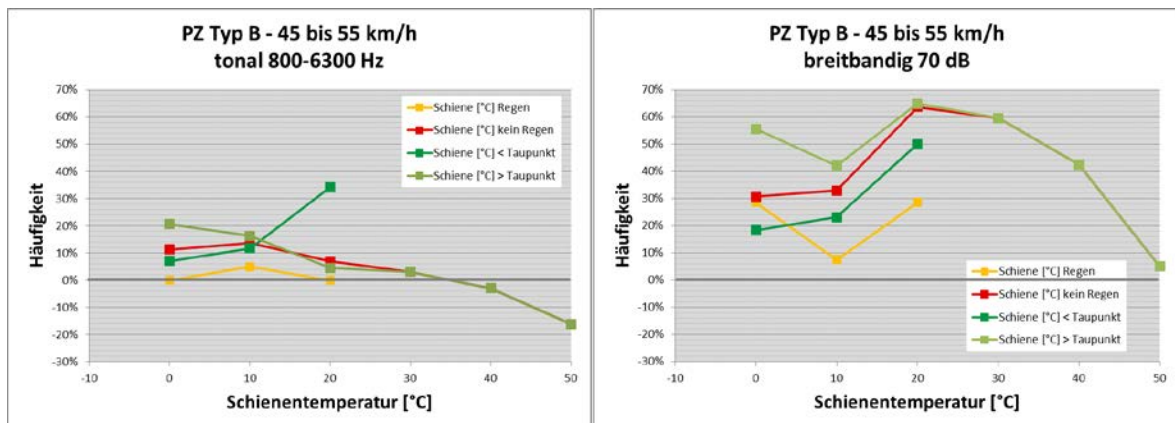 PZ Typ B - 45 bis 55 km/h
tonal 800-6300 Hz
70%
60%
50%
40%
30%
20%
10%
0%
-10%
-20%
-30%
Häufigkeit
Schiene [°C] Regen
Schiene [°C] kein Regen
Schiene [°C] < Taupunkt
Schiene [°C] > Taupunkt
-10 0 10 20 30 40 50
Schienentemperatur [°C]
PZ Typ B - 45 bis 55 km/h
breitbandig 70 dB
70%
60%
50%
40%
30%
20%
10%
0%
-10%
-20%
-30%
Häufigkeit
Schiene [°C] Regen
Schiene [°C] kein Regen
Schiene [°C] < Taupunkt
Schiene [°C] > Taupunkt
-10 0 10 20 30 40 50
Schienentemperatur [°C]